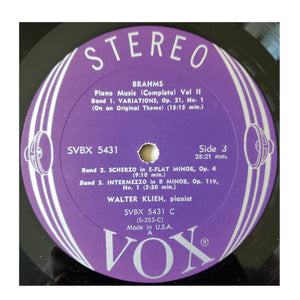 STEREO
BRAHMS
Piano Music (Complete) Vol II
Band 1. VARIATIONS, Op. 21, No. 1
(On an Original Theme) (15:15 min.)
SVBX 5431
Side 3
28:21 min.
Band 2. SCHERZO in E-FLAT MINOR, Op. 4
(9:10 min.)
Band 3. INTERMEZZO in B MINOR, Op. 119,
No. 1 (3:50 min.)
WALTER KLIEN, pianist
SVBX 5431 C
(S-353-C)
Made in U.S.A.
A
VOX®